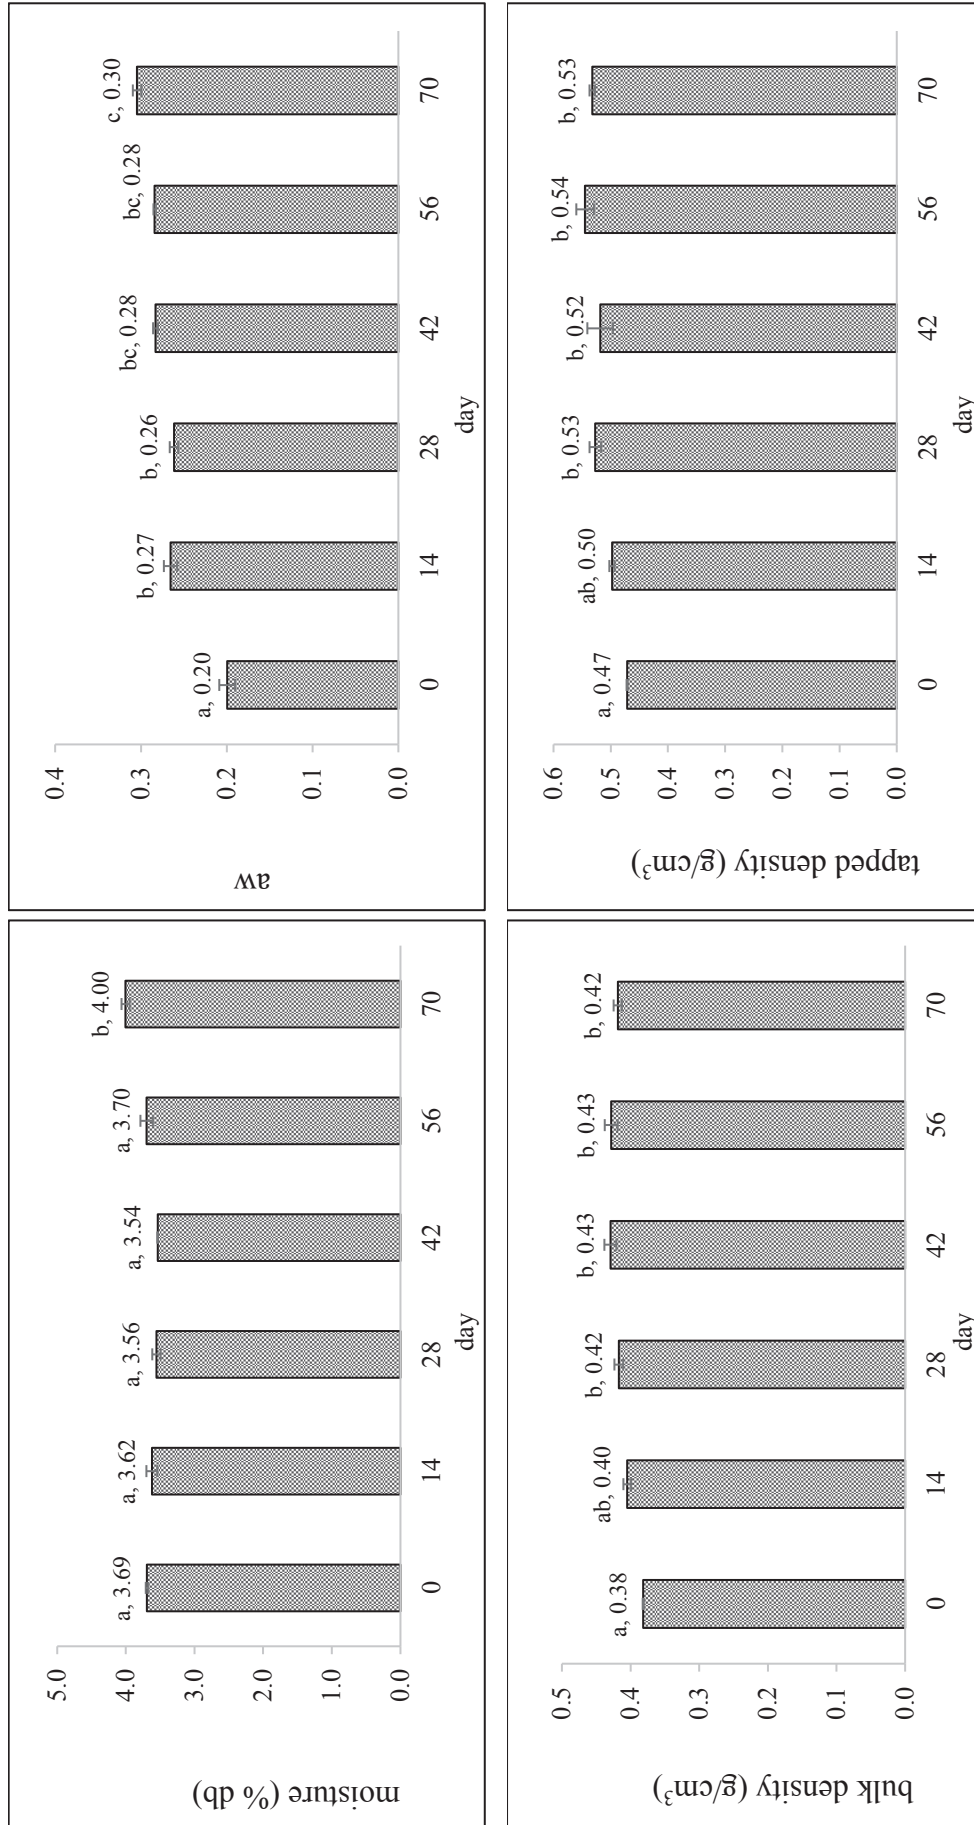 moisture (% db)
5.0
4.0
3.0
2.0
1.0
0.0
a, 3.69
a, 3.62
a, 3.56
a, 3.54
a, 3.70
b, 4.00
0 14 28 42 56 70
day
aw
0.4
0.3
0.2
0.1
0.0
a, 0.20
b, 0.27
b, 0.26
bc, 0.28
bc, 0.28
c, 0.30
0 14 28 42 56 70
day
bulk density (g/cm³)
0.5
0.4
0.3
0.2
0.1
0.0
a, 0.38
ab, 0.40
b, 0.42
b, 0.43
b, 0.43
b, 0.42
0 14 28 42 56 70
day
tapped density (g/cm³)
0.6
0.5
0.4
0.3
0.2
0.1
0.0
a, 0.47
ab, 0.50
b, 0.53
b, 0.52
b, 0.54
b, 0.53
0 14 28 42 56 70
day